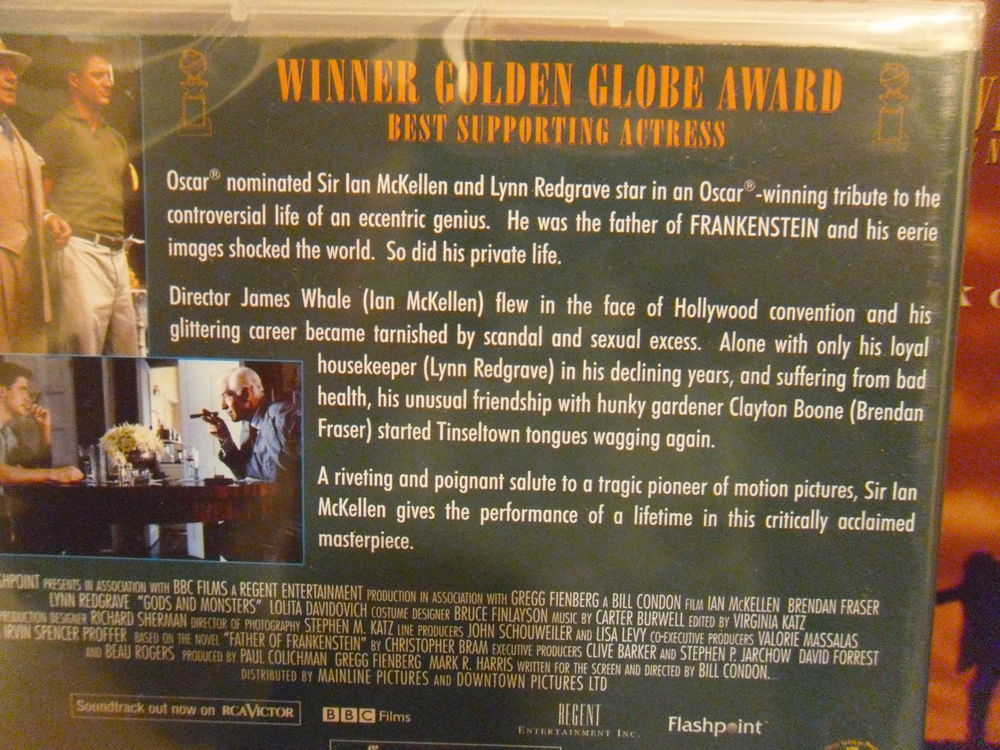 WINNER GOLDEN GLOBE AWARD
BEST SUPPORTING ACTRESS
Oscar® nominated Sir Ian McKellen and Lynn Redgrave star in an Oscar®-winning tribute to the
controversial life of an eccentric genius. He was the father of FRANKENSTEIN and his eerie
images shocked the world. So did his private life.
Director James Whale (Ian McKellen) flew in the face of Hollywood convention and his
glittering career became tarnished by scandal and sexual excess. Alone with only his loyal
housekeeper (Lynn Redgrave) in his declining years, and suffering from bad
health, his unusual friendship with hunky gardener Clayton Boone (Brendan
Fraser) started Tinseltown tongues wagging again.
A riveting and poignant salute to a tragic pioneer of motion pictures, Sir Ian
McKellen gives the performance of a lifetime in this critically acclaimed
masterpiece.
SHPOINT PRESENTS IN ASSOCIATION WITH BBC FILMS A REGENT ENTERTAINMENT PRODUCTION IN ASSOCIATION WITH GREGG FIENBERG A BILL CONDON FILM IAN McKELLEN BRENDAN FRASER
LYNN REDGRAVE "GODS AND MONSTERS" LOLITA DAVIDOVICH COSTUME DESIGNER BRUCE FINLAYSON MUSIC BY CARTER BURWELL EDITED BY VIRGINIA KATZ
PRODUCTION DESIGNER RICHARD SHERMAN DIRECTOR OF PHOTOGRAPHY STEPHEN M. KATZ LINE PRODUCERS JOHN SCHOUWEILER AND LISA LEVY CO-EXECUTIVE PRODUCERS VALORIE MASSALAS
IRVIN SPENCER PROFFER BASED ON THE NOVEL "FATHER OF FRANKENSTEIN" BY CHRISTOPHER BRAM EXECUTIVE PRODUCERS CLIVE BARKER AND STEPHEN P. JARCHOW DAVID FORREST
AND BEAU ROGERS PRODUCED BY PAUL COLICHMAN GREGG FIENBERG MARK R. HARRIS WRITTEN FOR THE SCREEN AND DIRECTED BY BILL CONDON.
DISTRIBUTED BY MAINLINE PICTURES AND DOWNTOWN PICTURES LTD
Soundtrack out now on RCA VICTOR
BBC Films
REGENT
ENTERTAINMENT INC.
Flashpoint